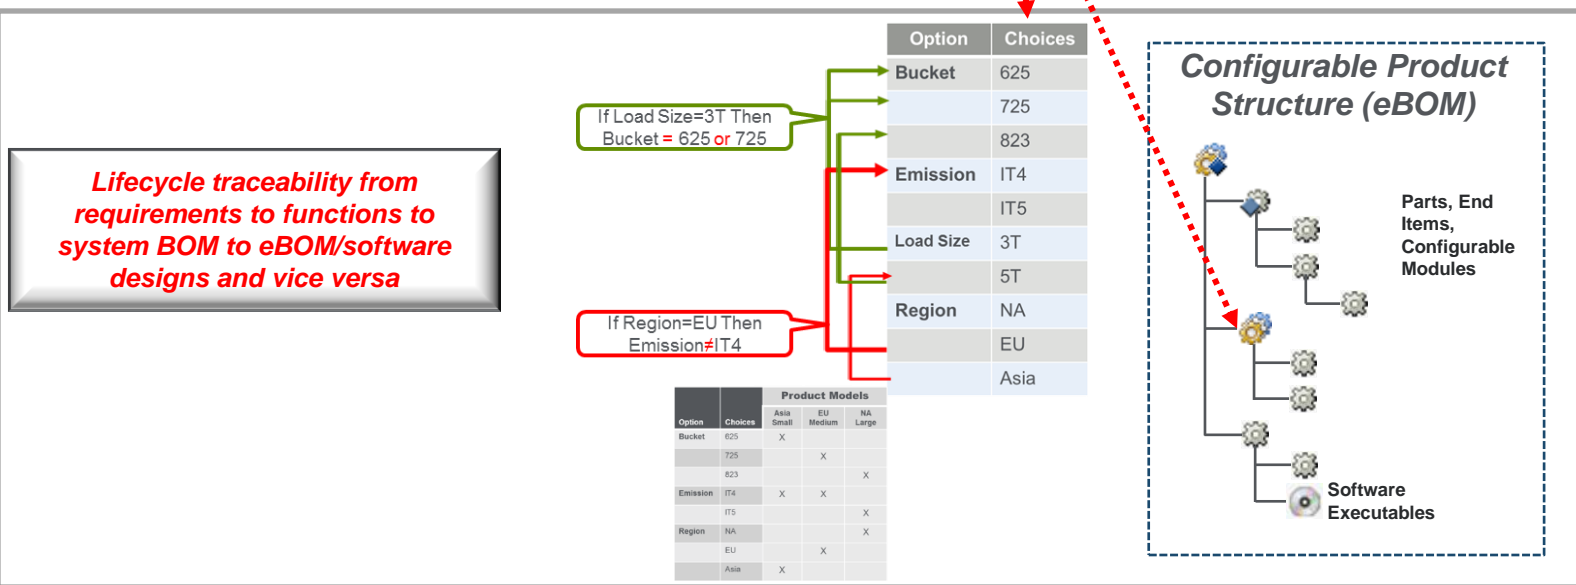 Lifecycle traceability from
requirements to functions to
system BOM to eBOM/software
designs and vice versa
If Load Size=3T Then
Bucket = 625 or 725
If Region=EU Then
Emission≠IT4
Option Choices
Bucket 625
725
823
Emission IT4
IT5
Load Size 3T
5T
Region NA
EU
Asia
Product Models
Option Choices Asia Small EU Medium NA Large
Bucket 625 X
725 X
823 X
Emission IT4 X X
IT5 X
Region NA X
EU X
Asia X
Configurable Product
Structure (eBOM)
Parts, End
Items,
Configurable
Modules
Software
Executables